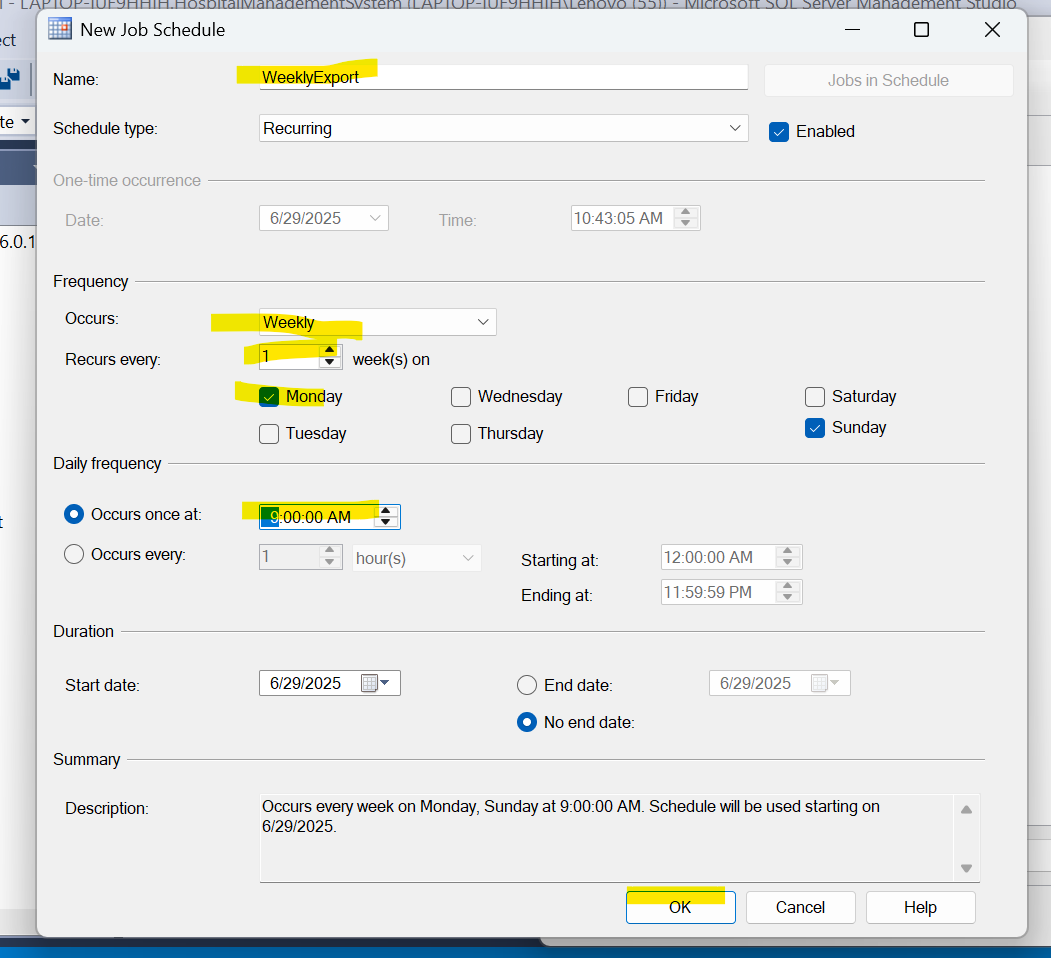 T - LAPTOP-IUF9HHIH.HospitalManagementSystem (LAPTOP-IUF9HHIH\Lenovo (55)) - Microsoft SQL Server Management Studio
New Job Schedule
ect
te
6.0.1
t
Name: WeeklyExport Jobs in Schedule
Schedule type: Recurring Enabled
One-time occurrence
Date: 6/29/2025 Time: 10:43:05 AM
Frequency
Occurs: Weekly
Recurs every: 1 week(s) on
Monday Wednesday Friday Saturday
Tuesday Thursday Sunday
Daily frequency
Occurs once at: 9:00:00 AM
Occurs every: 1 hour(s) Starting at: 12:00:00 AM
Ending at: 11:59:59 PM
Duration
Start date: 6/29/2025 End date: 6/29/2025
No end date:
Summary
Description: Occurs every week on Monday, Sunday at 9:00:00 AM. Schedule will be used starting on
6/29/2025.
OK Cancel Help